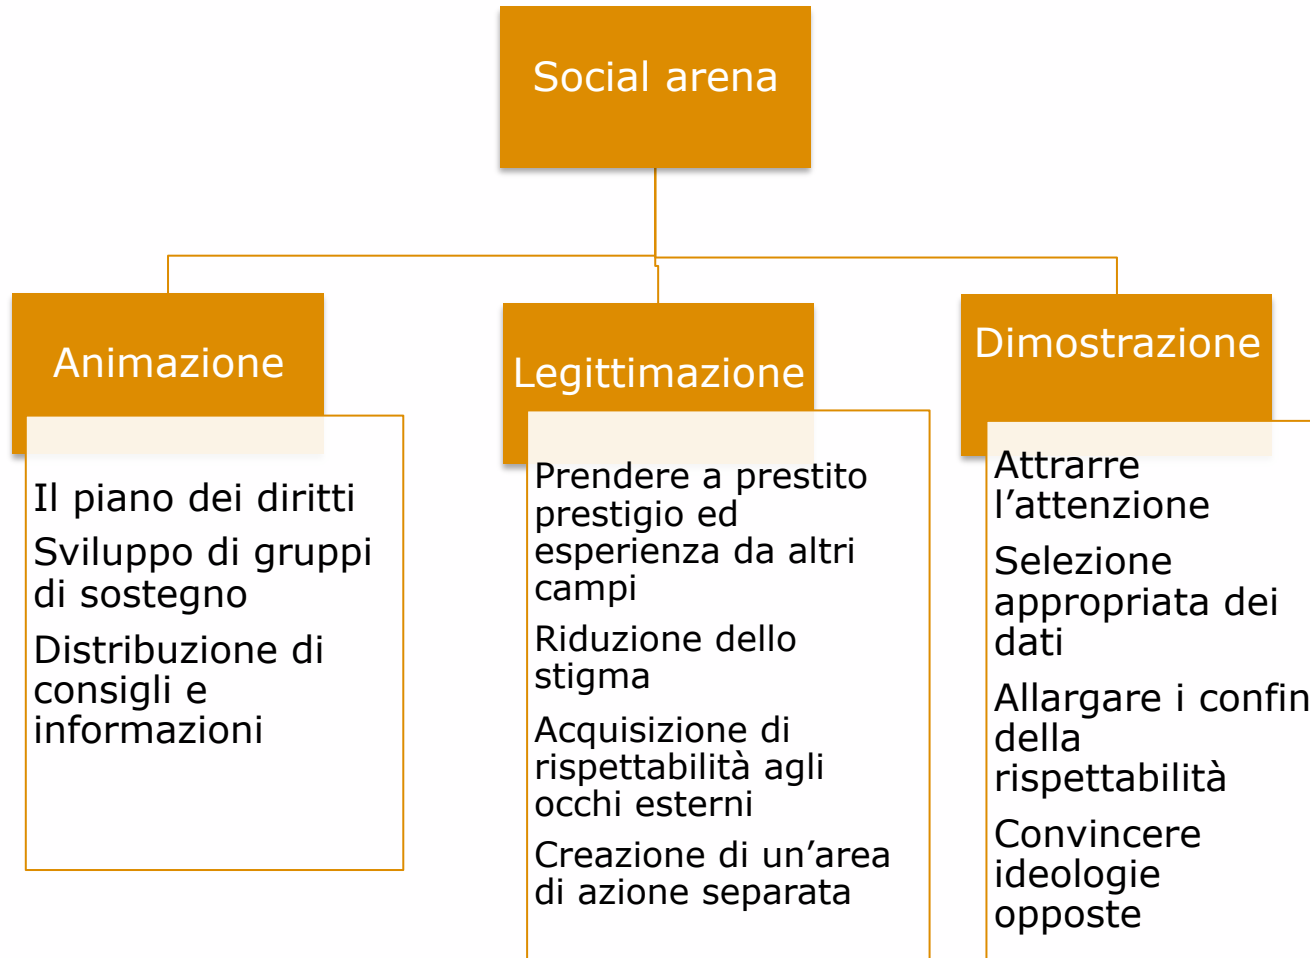 Social arena
Animazione
Il piano dei diritti
Sviluppo di gruppi
di sostegno
Distribuzione di
consigli e
informazioni
Legittimazione
Prendere a prestito
prestigio ed
esperienza da altri
campi
Riduzione dello
stigma
Acquisizione di
rispettabilità agli
occhi esterni
Creazione di un’area
di azione separata
Dimostrazione
Attrarre
l’attenzione
Selezione
appropriata dei
dati
Allargare i confin
della
rispettabilità
Convincere
ideologie
opposte